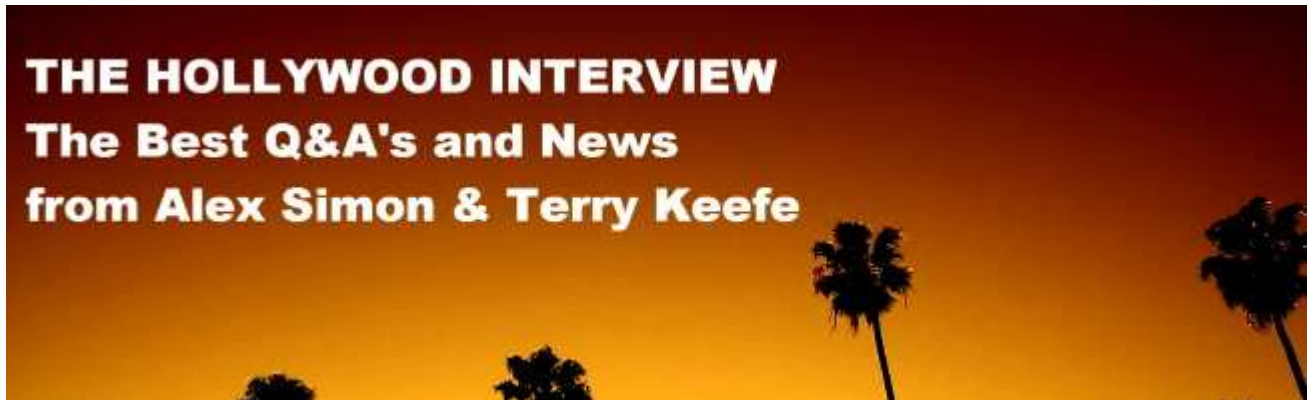 THE HOLLYWOOD INTERVIEW
The Best Q&A's and News
from Alex Simon & Terry Keefe